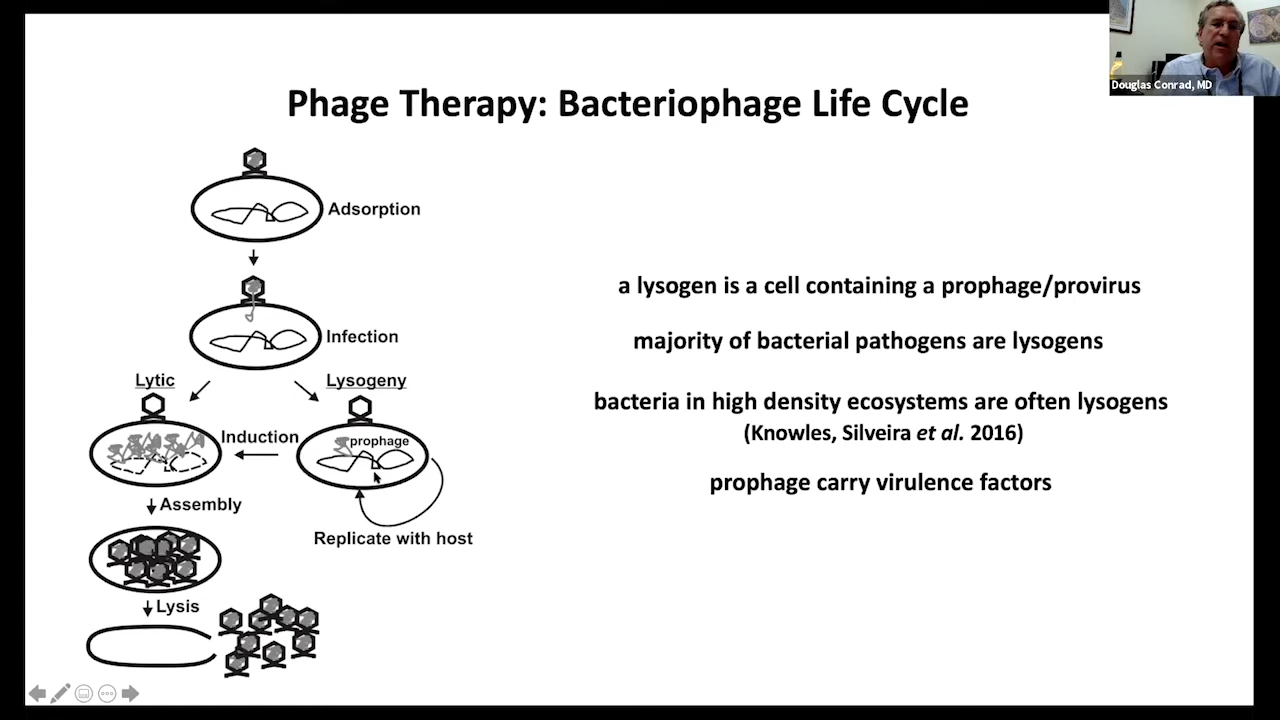 Douglas Conrad, MD
Phage Therapy: Bacteriophage Life Cycle
Adsorption
Infection
Lytic
Lysogeny
Induction
prophage
Assembly
Replicate with host
Lysis
a lysogen is a cell containing a prophage/provirus
majority of bacterial pathogens are lysogens
bacteria in high density ecosystems are often lysogens
(Knowles, Silveira et al. 2016)
prophage carry virulence factors